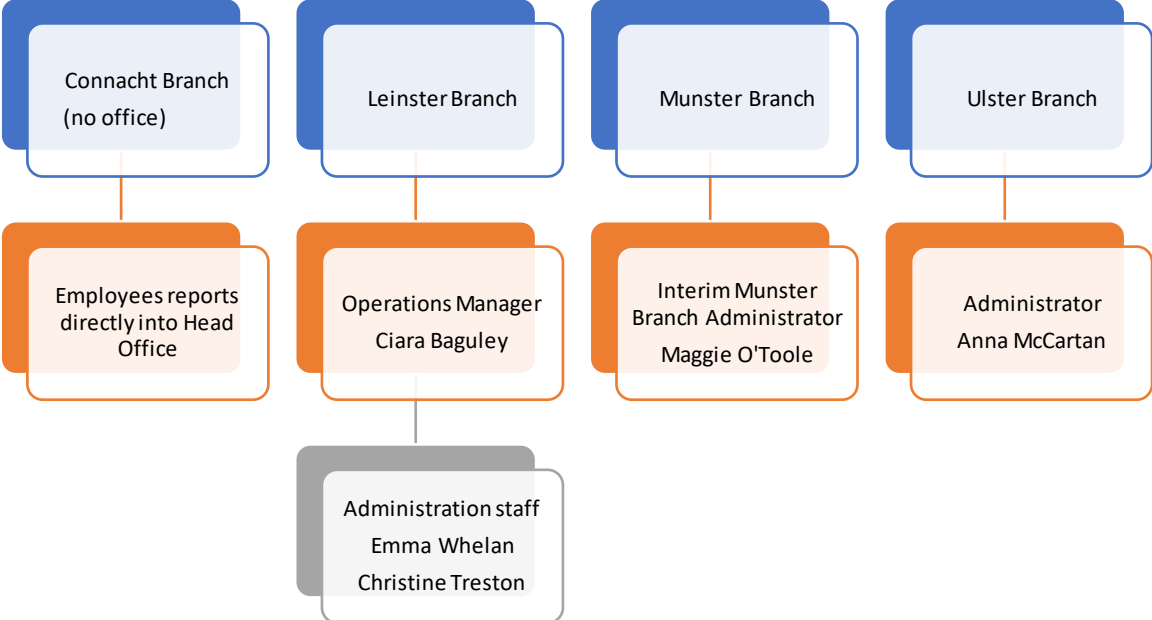 Connacht Branch
(no office)
Leinster Branch
Munster Branch
Ulster Branch
Employees reports
directly into Head
Office
Operations Manager
Ciara Baguley
Interim Munster
Branch Administrator
Maggie O'Toole
Administrator
Anna McCartan
Administration staff
Emma Whelan
Christine Treston